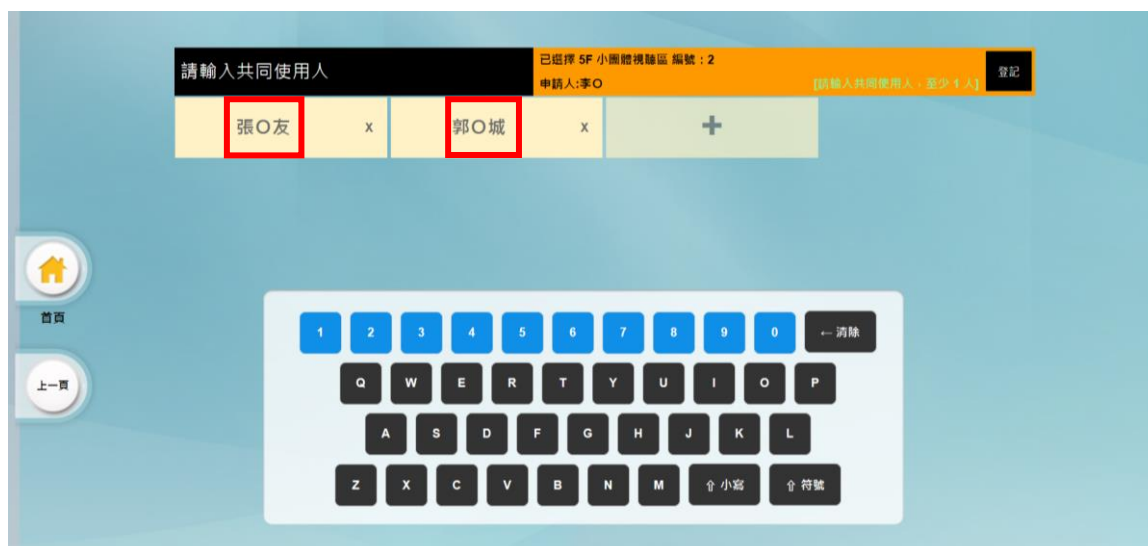 請輸入共同使用人
已選擇 5F 小團體視聽區 編號：2
申請人:李O
[請輸入共同使用人，至少 1 人]
登記
張O友 x 郭O城 x +
首頁
上一頁
1 2 3 4 5 6 7 8 9 0 ←清除
Q W E R T Y U I O P
A S D F G H J K L
Z X C V B N M ⇧ 小寫 ⇧ 符號